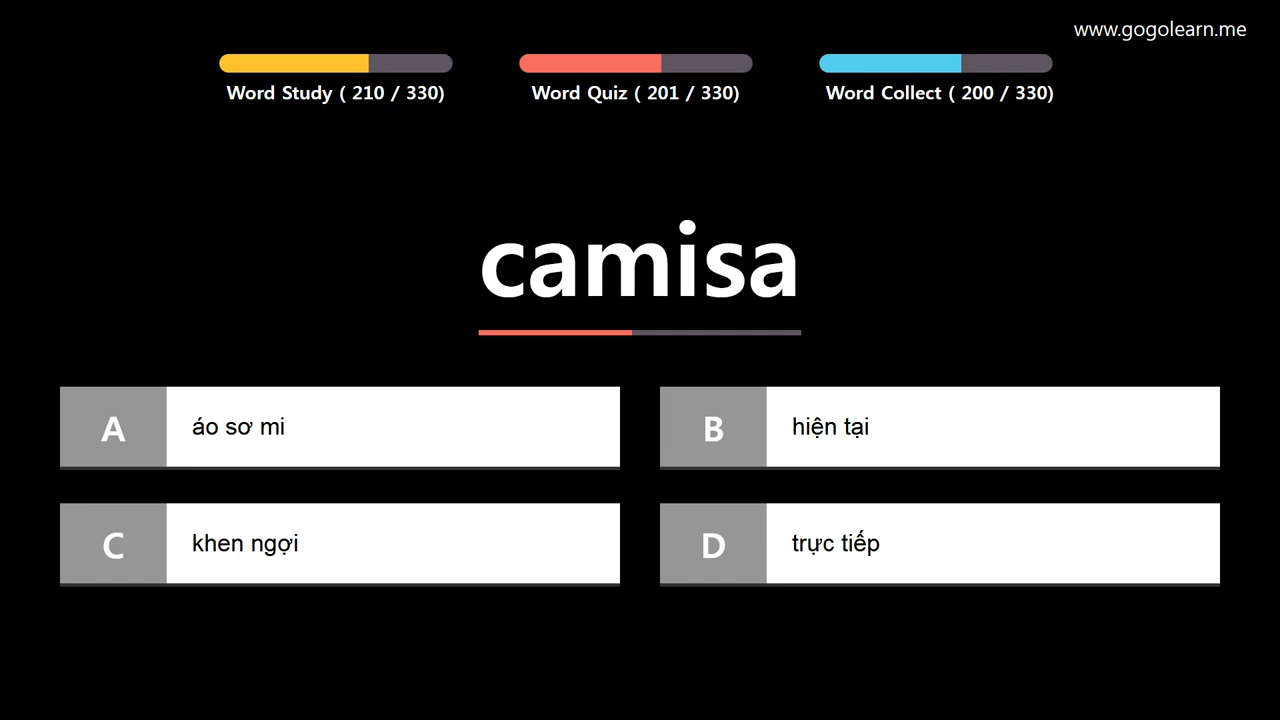 www.gogolearn.me
Word Study ( 210 / 330)
Word Quiz ( 201 / 330)
Word Collect ( 200 / 330)
camisa
A áo sơ mi
B hiện tại
C khen ngợi
D trực tiếp